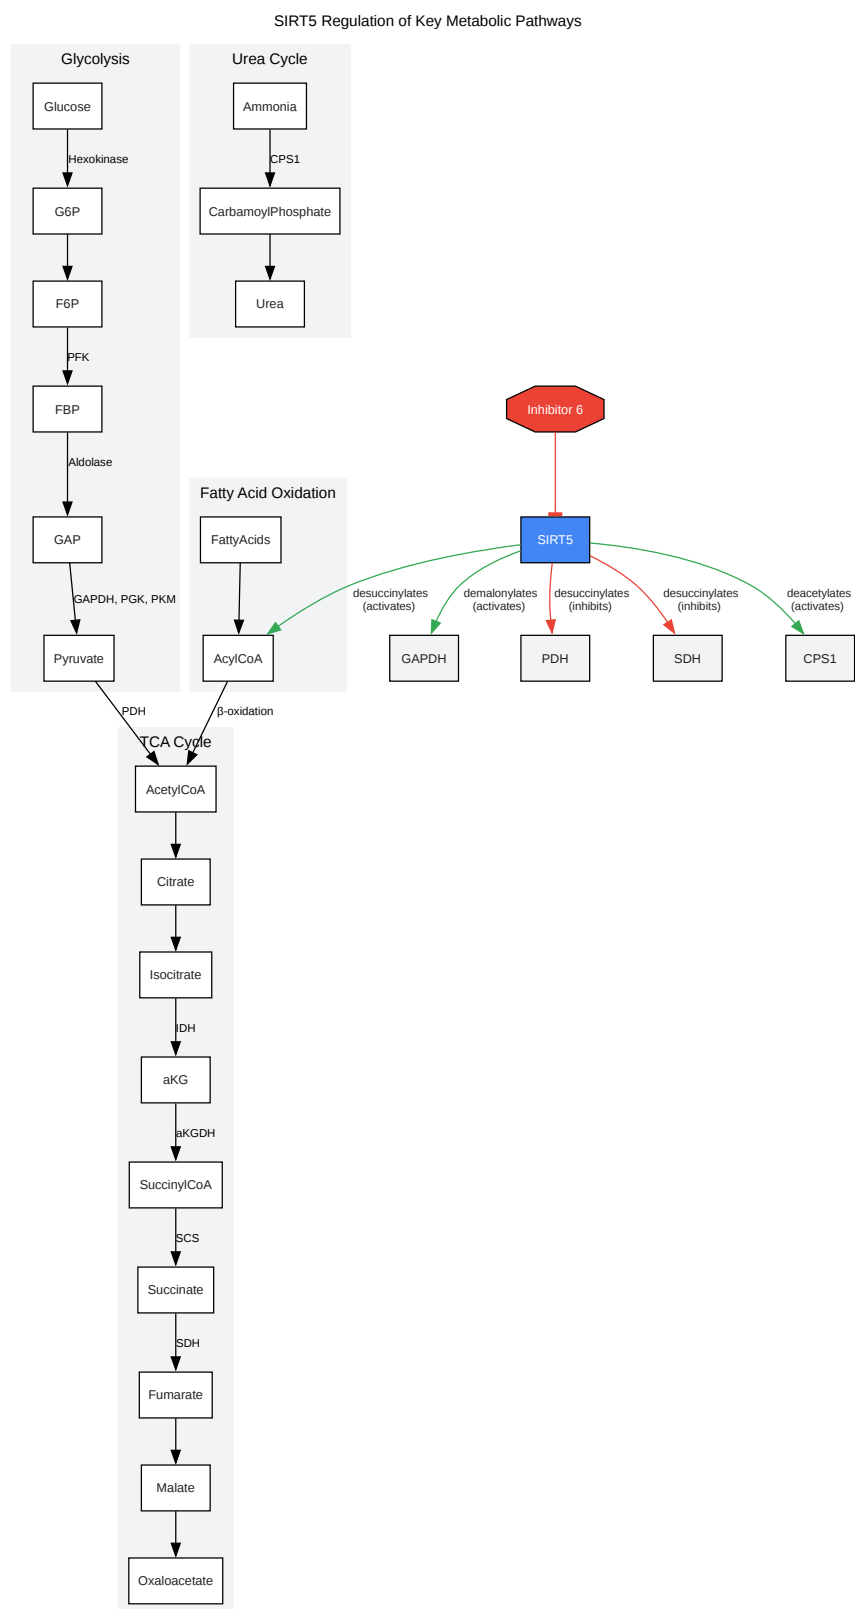 SIRT5 Regulation of Key Metabolic Pathways
Glycolysis
Glucose
Hexokinase
G6P
F6P
PFK
FBP
Aldolase
GAP
GAPDH, PGK, PKM
Pyruvate
PDH
Urea Cycle
Ammonia
CPS1
CarbamoylPhosphate
Urea
Fatty Acid Oxidation
FattyAcids
AcylCoA
β-oxidation
Inhibitor 6
SIRT5
desuccinylates
(activates)
demalonylates
(activates)
desuccinylates
(inhibits)
desuccinylates
(inhibits)
deacetylates
(activates)
GAPDH
PDH
SDH
CPS1
TCA Cycle
AcetylCoA
Citrate
Isocitrate
IDH
aKG
aKGDH
SuccinylCoA
SCS
Succinate
SDH
Fumarate
Malate
Oxaloacetate